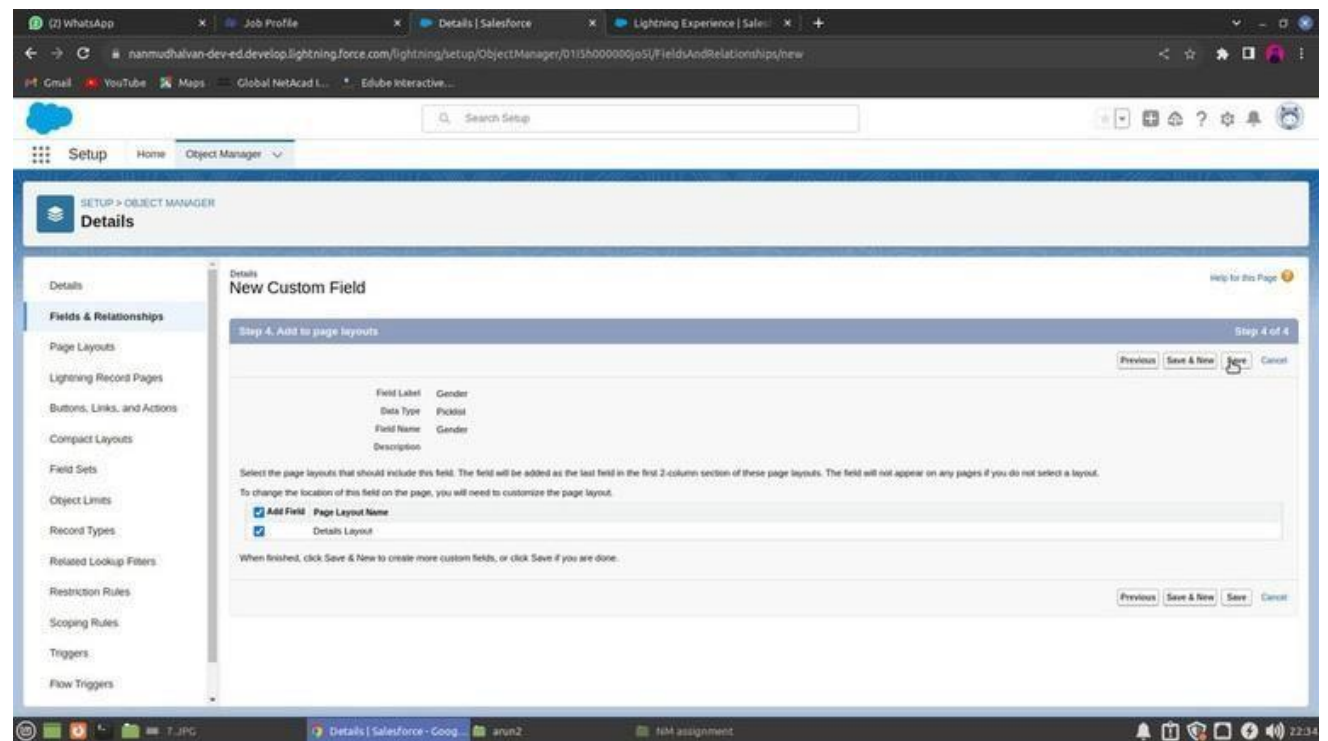 (2) WhatsApp
Job Profile
Details | Salesforce
Lightning Experience | Sales
nanmudhalvan-dev-ed.develop.lightning.force.com/lightning/setup/ObjectManager/
/FieldsAndRelationships/new
Gmail
YouTube
Maps
Global NetAcad I...
Edube Interactive...
Search Setup
Setup
Home
Object Manager
SETUP > OBJECT MANAGER
Details
Details
Fields & Relationships
Page Layouts
Lightning Record Pages
Buttons, Links, and Actions
Compact Layouts
Field Sets
Object Limits
Record Types
Related Lookup Filters
Restriction Rules
Scoping Rules
Triggers
Flow Triggers
Details
New Custom Field
Help for this Page
Step 4. Add to page layouts
Step 4 of 4
Previous Save & New Save Cancel
Field Label Gender
Data Type Picklist
Field Name Gender
Description
Select the page layouts that should include this field. The field will be added as the last field in the first 2-column section of these page layouts. The field will not appear on any pages if you do not select a layout.
To change the location of this field on the page, you will need to customize the page layout.
Add Field Page Layout Name
Details Layout
When finished, click Save & New to create more custom fields, or click Save if you are done.
Previous Save & New Save Cancel
7.JPG
Details | Salesforce - Goog...
arun2
NM assignment
22:34